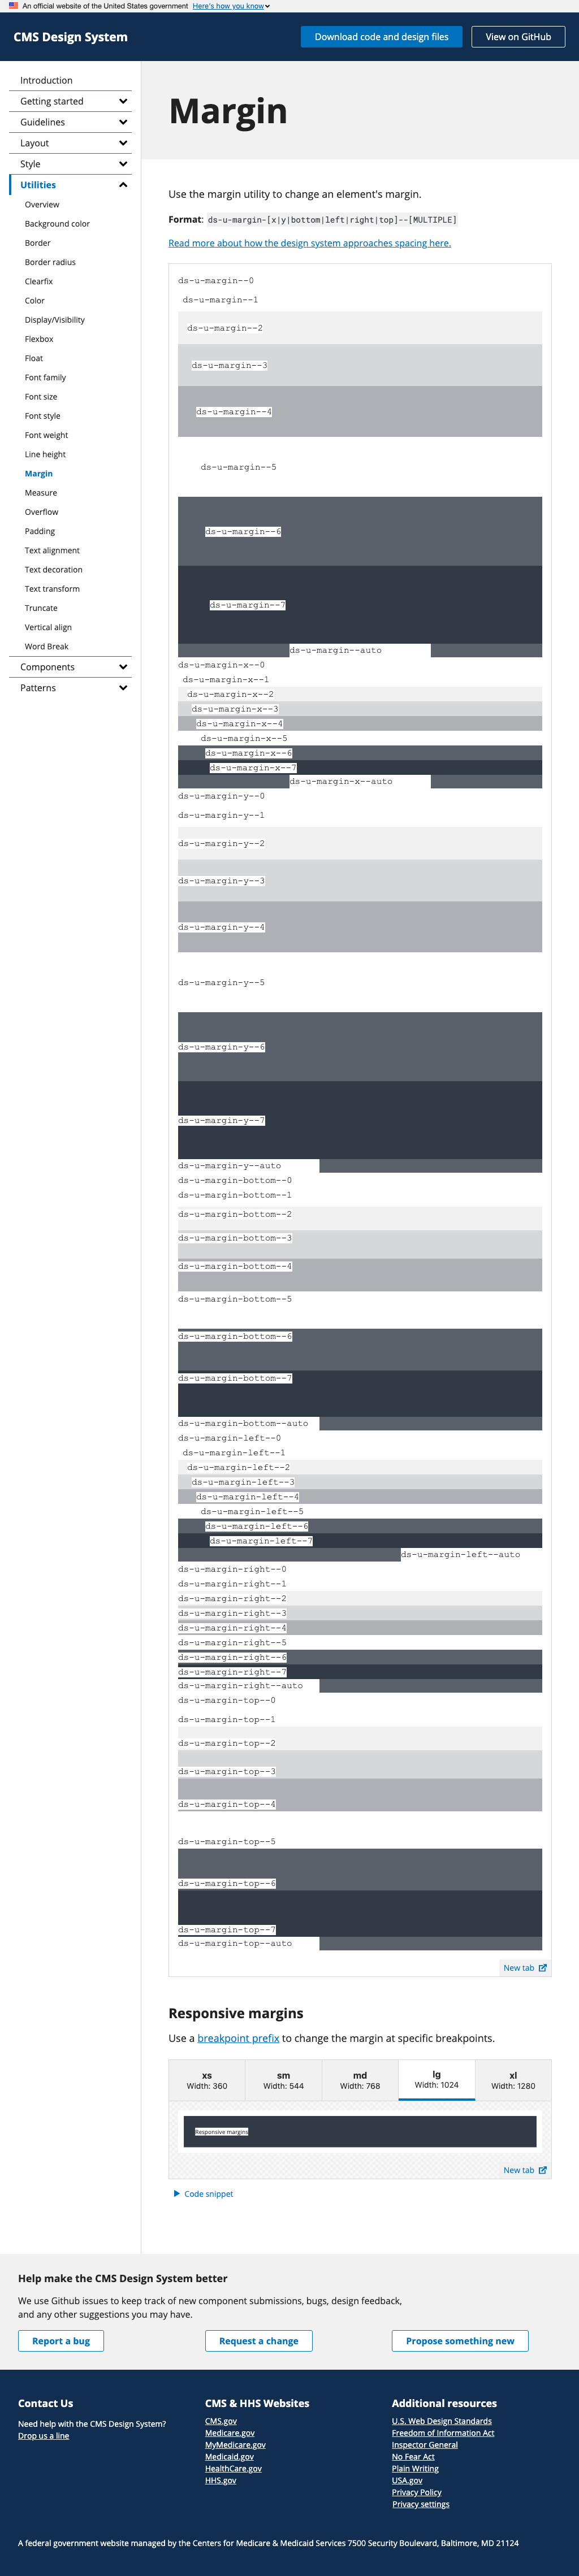 An official website of the United States government Here's how you know
CMS Design System
Download code and design files
View on GitHub
Introduction
Getting started
Guidelines
Layout
Style
Utilities
Overview
Background color
Border
Border radius
Clearfix
Color
Display/Visibility
Flexbox
Float
Font family
Font size
Font style
Font weight
Line height
Margin
Measure
Overflow
Padding
Text alignment
Text decoration
Text transform
Truncate
Vertical align
Word Break
Components
Patterns
Margin
Use the margin utility to change an element's margin.
Format: ds-u-margin-[x|y|bottom|left|right|top]--[MULTIPLE]
Read more about how the design system approaches spacing here.
ds-u-margin--0
ds-u-margin--1
ds-u-margin--2
ds-u-margin--3
ds-u-margin--4
ds-u-margin--5
ds-u-margin--6
ds-u-margin--7
ds-u-margin--auto
ds-u-margin-x--0
ds-u-margin-x--1
ds-u-margin-x--2
ds-u-margin-x--3
ds-u-margin-x--4
ds-u-margin-x--5
ds-u-margin-x--6
ds-u-margin-x--7
ds-u-margin-x--auto
ds-u-margin-y--0
ds-u-margin-y--1
ds-u-margin-y--2
ds-u-margin-y--3
ds-u-margin-y--4
ds-u-margin-y--5
ds-u-margin-y--6
ds-u-margin-y--7
ds-u-margin-y--auto
ds-u-margin-bottom--0
ds-u-margin-bottom--1
ds-u-margin-bottom--2
ds-u-margin-bottom--3
ds-u-margin-bottom--4
ds-u-margin-bottom--5
ds-u-margin-bottom--6
ds-u-margin-bottom--7
ds-u-margin-bottom--auto
ds-u-margin-left--0
ds-u-margin-left--1
ds-u-margin-left--2
ds-u-margin-left--3
ds-u-margin-left--4
ds-u-margin-left--5
ds-u-margin-left--6
ds-u-margin-left--7
ds-u-margin-left--auto
ds-u-margin-right--0
ds-u-margin-right--1
ds-u-margin-right--2
ds-u-margin-right--3
ds-u-margin-right--4
ds-u-margin-right--5
ds-u-margin-right--6
ds-u-margin-right--7
ds-u-margin-right--auto
ds-u-margin-top--0
ds-u-margin-top--1
ds-u-margin-top--2
ds-u-margin-top--3
ds-u-margin-top--4
ds-u-margin-top--5
ds-u-margin-top--6
ds-u-margin-top--7
ds-u-margin-top--auto
New tab
Responsive margins
Use a breakpoint prefix to change the margin at specific breakpoints.
xs
Width: 360
sm
Width: 544
md
Width: 768
lg
Width: 1024
xl
Width: 1280
Responsive margins
New tab
Code snippet
Help make the CMS Design System better
We use Github issues to keep track of new component submissions, bugs, design feedback,
and any other suggestions you may have.
Report a bug
Request a change
Propose something new
Contact Us
Need help with the CMS Design System?
Drop us a line
CMS & HHS Websites
CMS.gov
Medicare.gov
MyMedicare.gov
Medicaid.gov
HealthCare.gov
HHS.gov
Additional resources
U.S. Web Design Standards
Freedom of Information Act
Inspector General
No Fear Act
Plain Writing
USA.gov
Privacy Policy
Privacy settings
A federal government website managed by the Centers for Medicare & Medicaid Services 7500 Security Boulevard, Baltimore, MD 21124